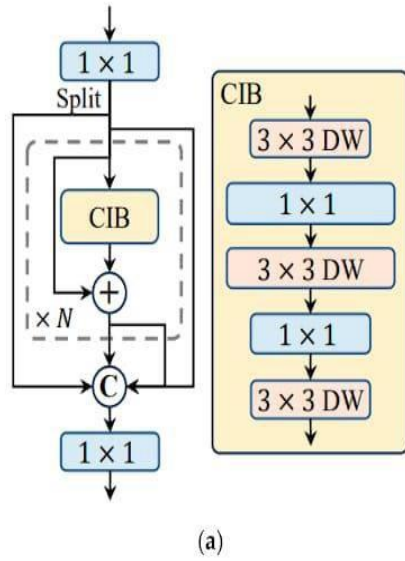 1 × 1
Split
CIB
+
× N
C
1 × 1
CIB
3 × 3 DW
1 × 1
3 × 3 DW
1 × 1
3 × 3 DW
(a)